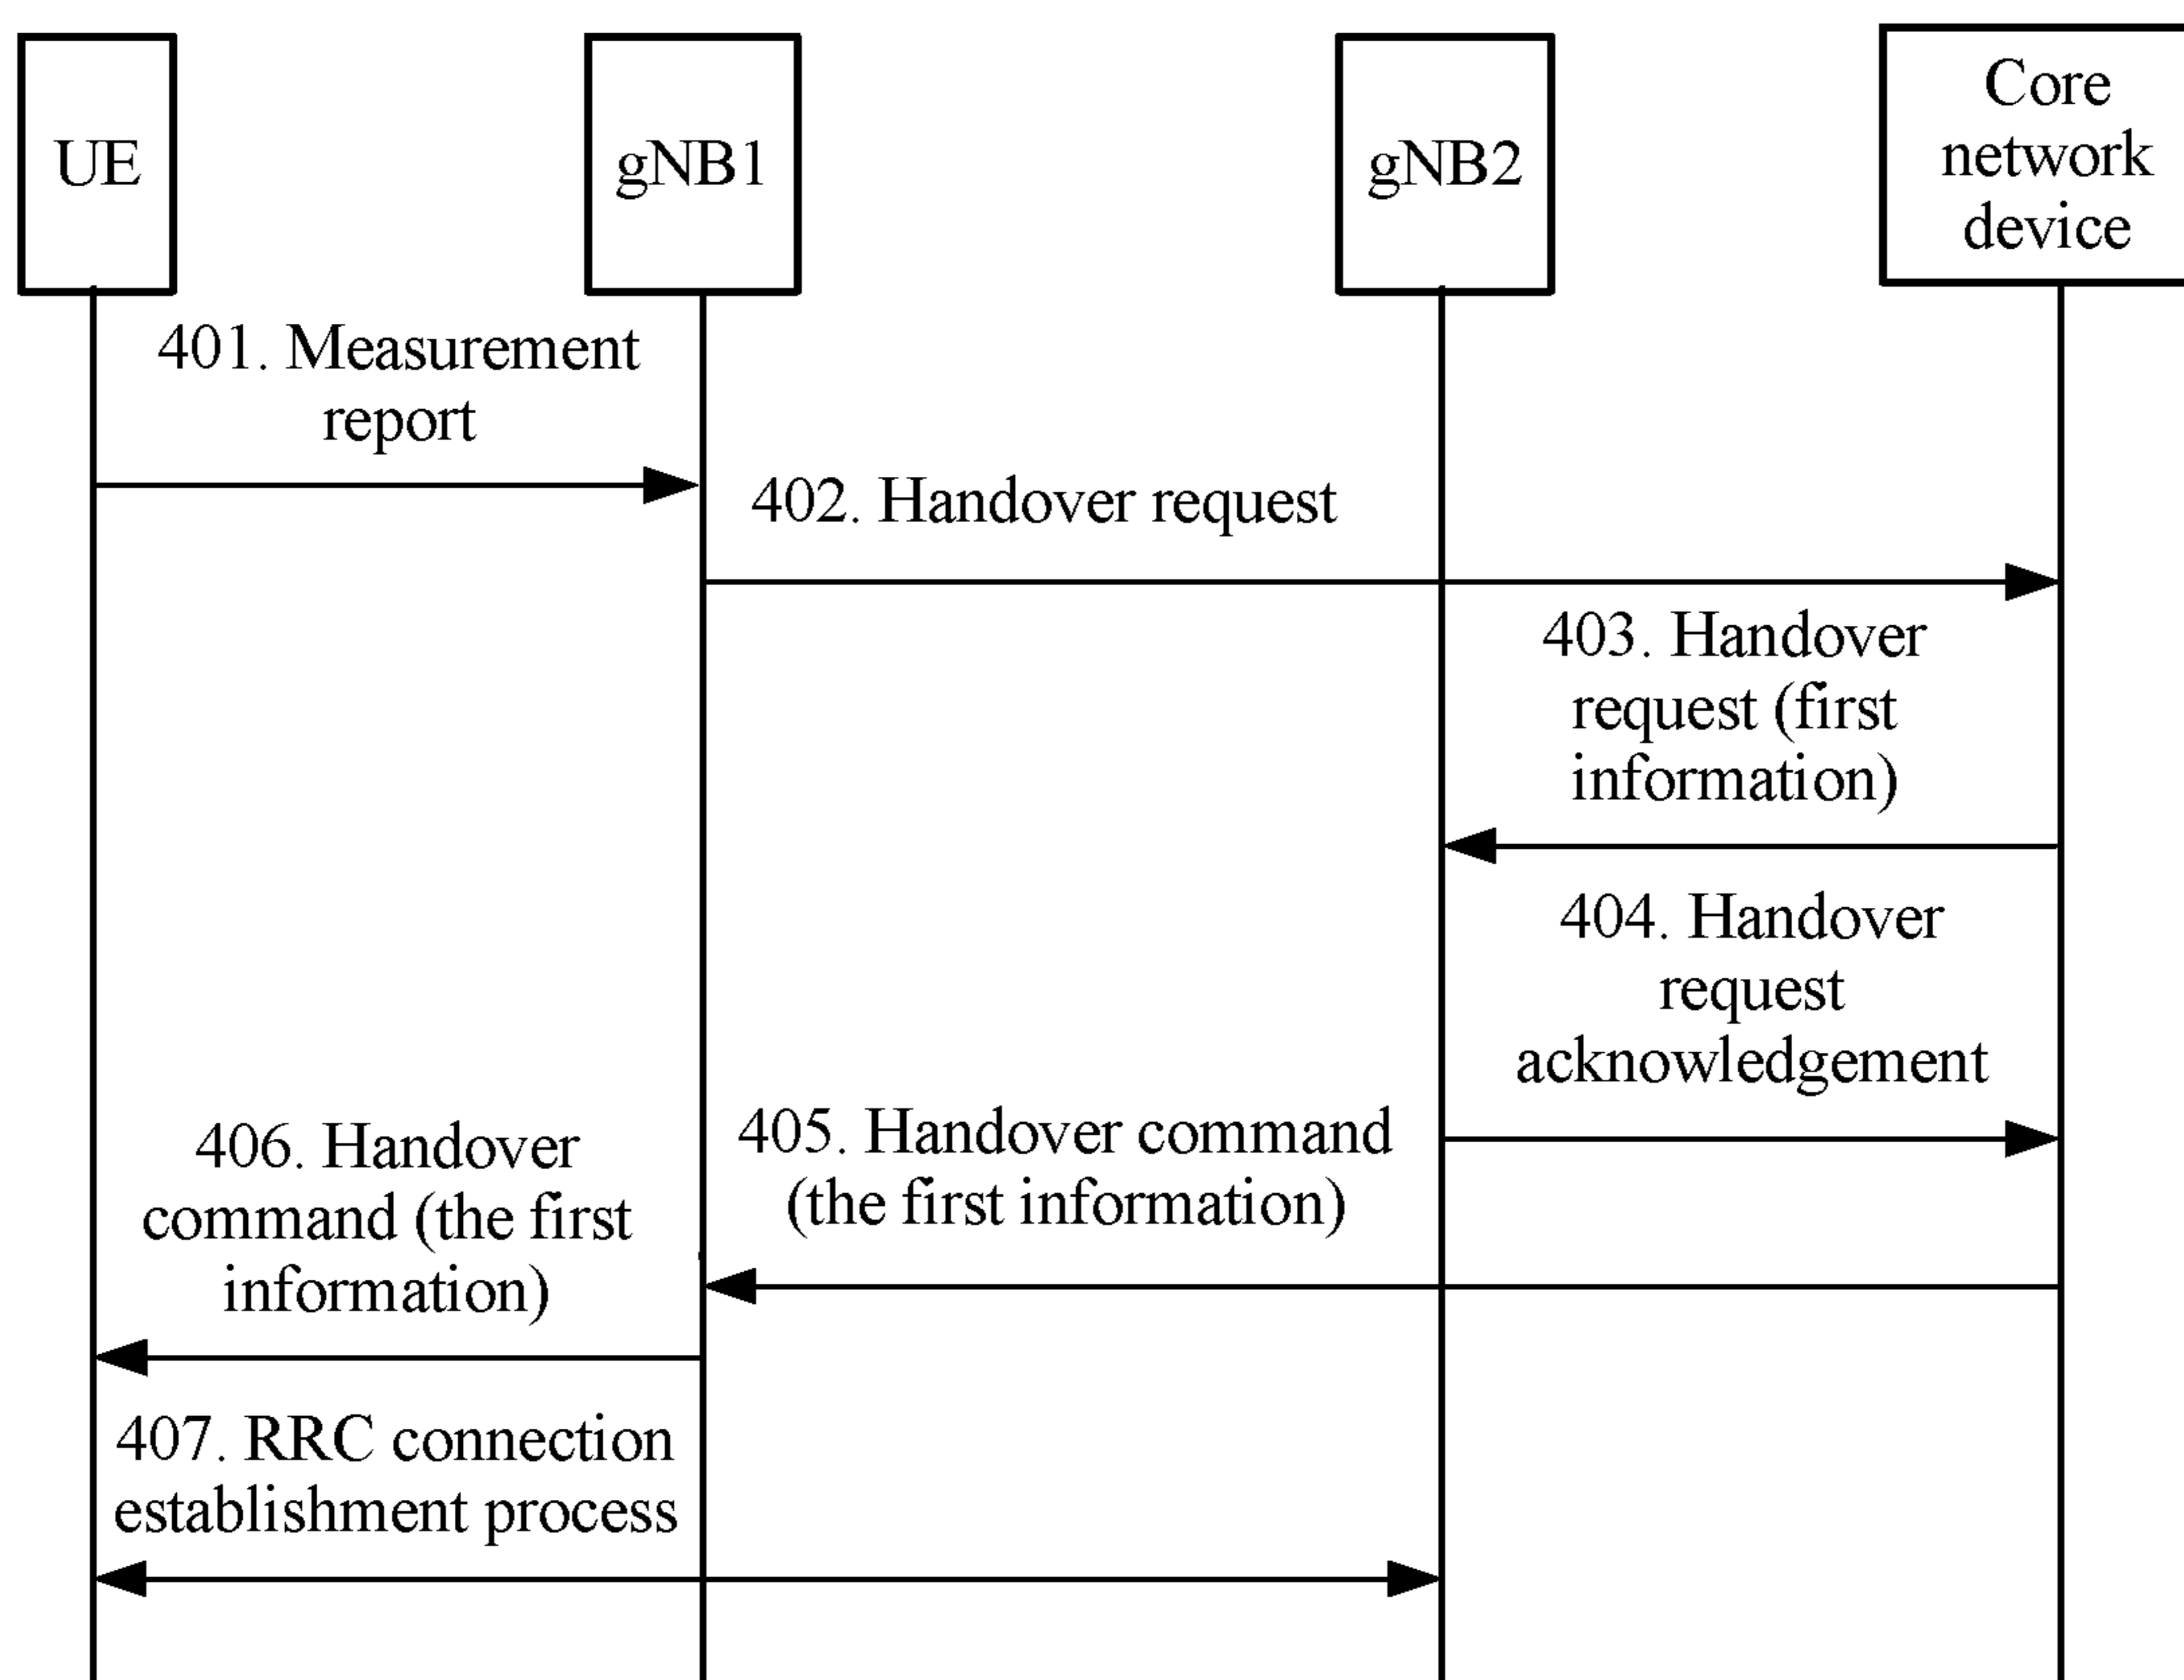 UE
gNB1
gNB2
Core
network
device
401. Measurement
report
402. Handover request
403. Handover
request (first
information)
404. Handover
request
acknowledgement
405. Handover command
(the first information)
406. Handover
command (the first
information)
407. RRC connection
establishment process